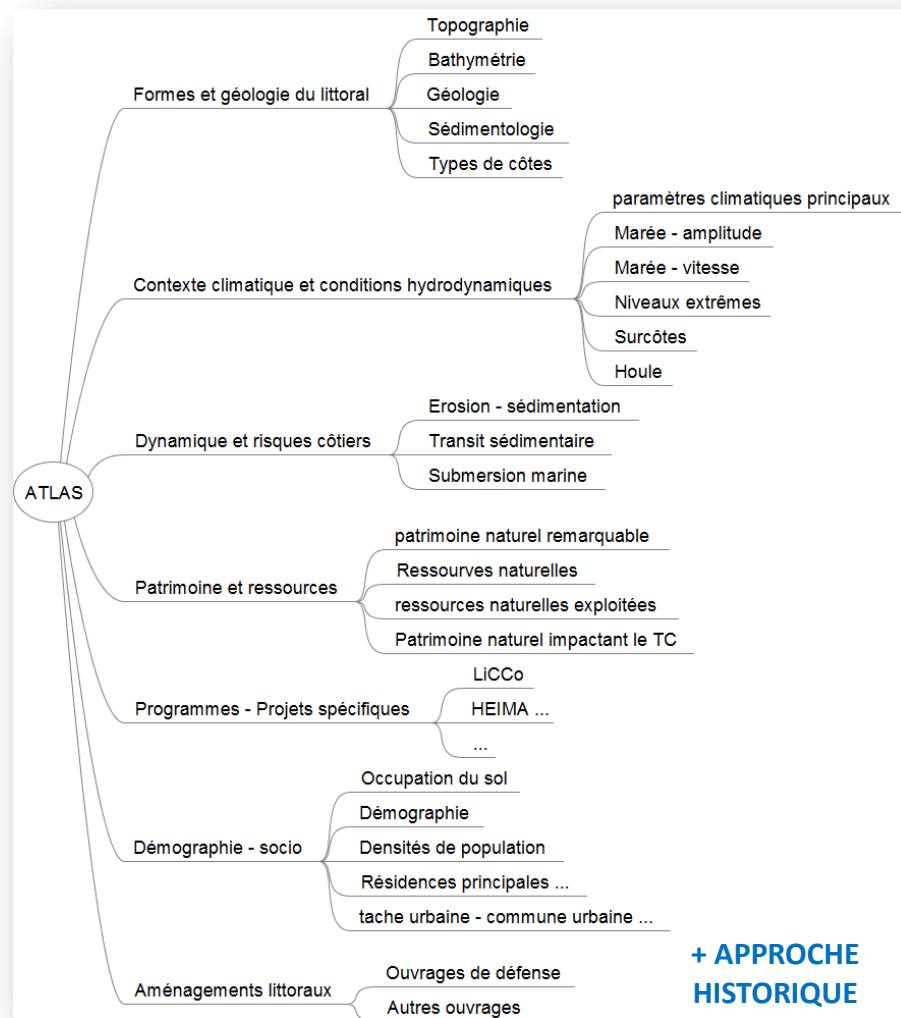 ATLAS
Formes et géologie du littoral
Topographie
Bathymétrie
Géologie
Sédimentologie
Types de côtes
Contexte climatique et conditions hydrodynamiques
paramètres climatiques principaux
Marée - amplitude
Marée - vitesse
Niveaux extrêmes
Surcôtes
Houle
Dynamique et risques côtiers
Erosion - sédimentation
Transit sédimentaire
Submersion marine
Patrimoine et ressources
patrimoine naturel remarquable
Ressourves naturelles
ressources naturelles exploitées
Patrimoine naturel impactant le TC
Programmes - Projets spécifiques
LiCCo
HEIMA ...
...
Démographie - socio
Occupation du sol
Démographie
Densités de population
Résidences principales ...
tache urbaine - commune urbaine ...
Aménagements littoraux
Ouvrages de défense
Autres ouvrages
+ APPROCHE
HISTORIQUE